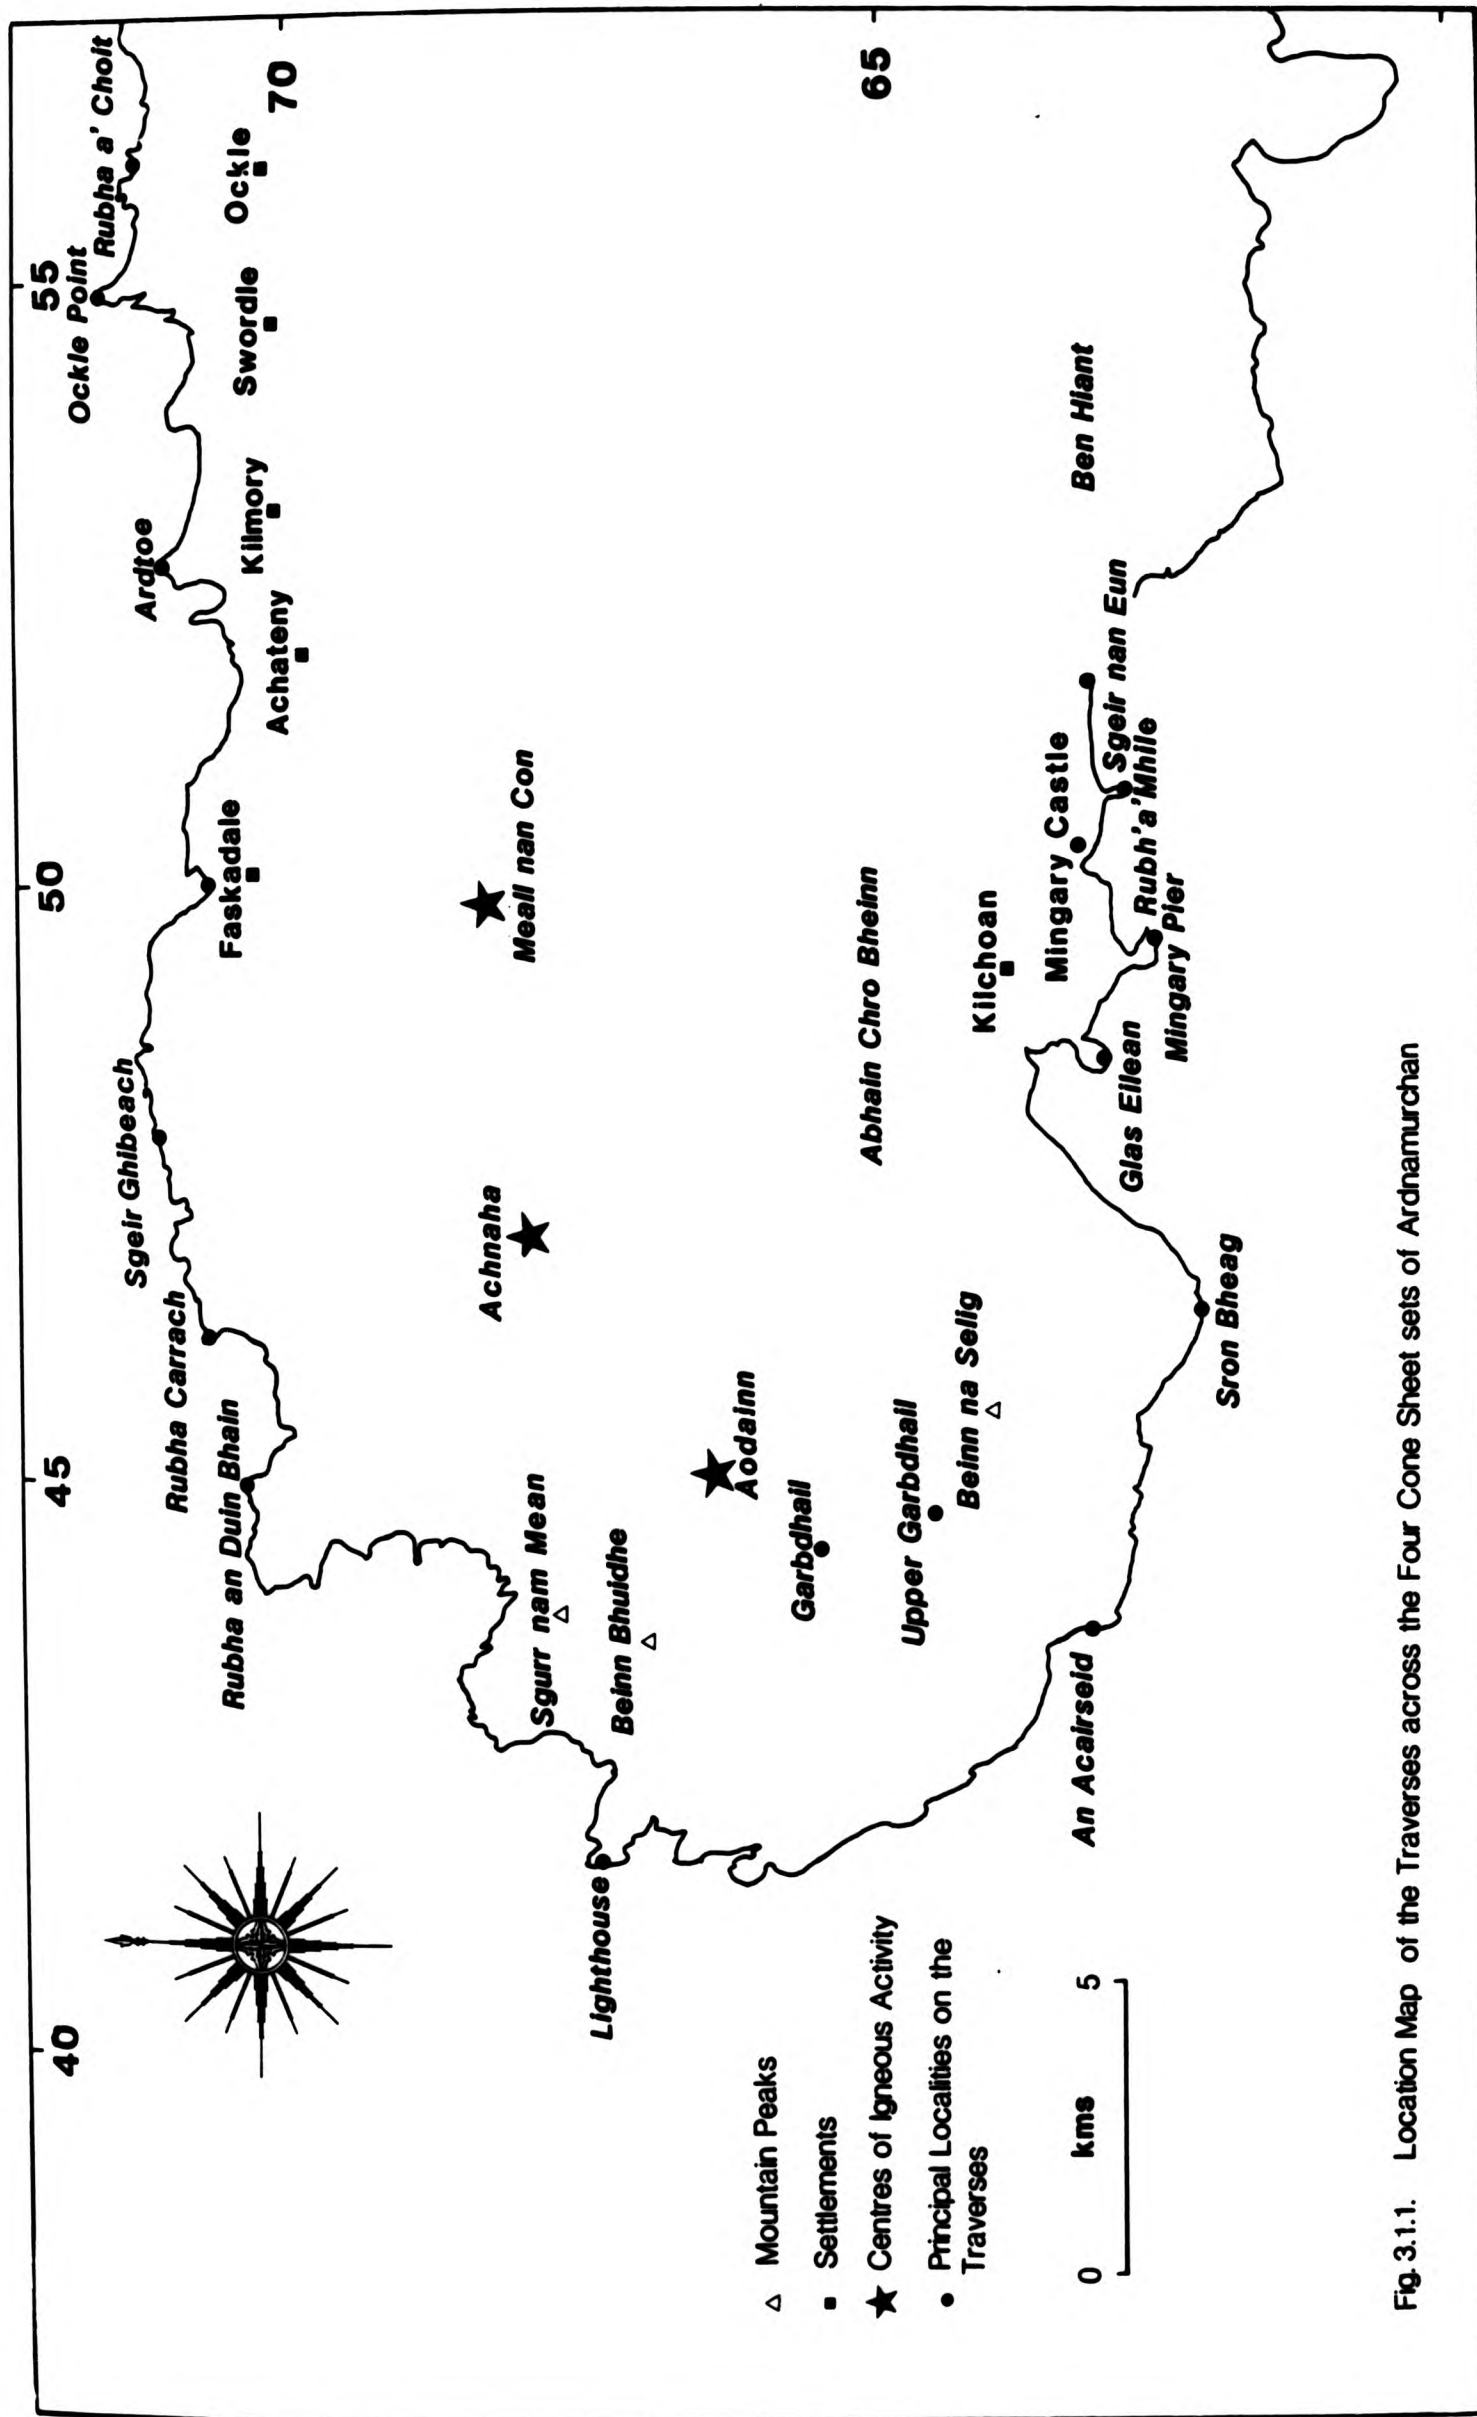 40
45
50
55
70
65
Ockle Point
Rubha a' Choit
Ardtoe
Ockle
Swordle
Kilmory
Achateny
Faskadale
Sgeir Ghibeach
Rubha Carrach
Rubha an Duin Bhain
Meall nan Con
Achnaha
Sgurr nam Mean
Beinn Bhuidhe
Aodainn
Garbdhail
Upper Garbdhail
Beinn na Selig
Abhain Chro Bheinn
Kilchoan
Mingary Castle
Ben Hiant
Sgeir nan Eun
Rubh'a'Mhile
Mingary Pier
Glas Eilean
Sron Bheag
An Acairseid
Lighthouse
Mountain Peaks
Settlements
Centres of Igneous Activity
Principal Localities on the
Traverses
0 kms 5
Fig. 3.1.1. Location Map of the Traverses across the Four Cone Sheet sets of Ardnamurchan